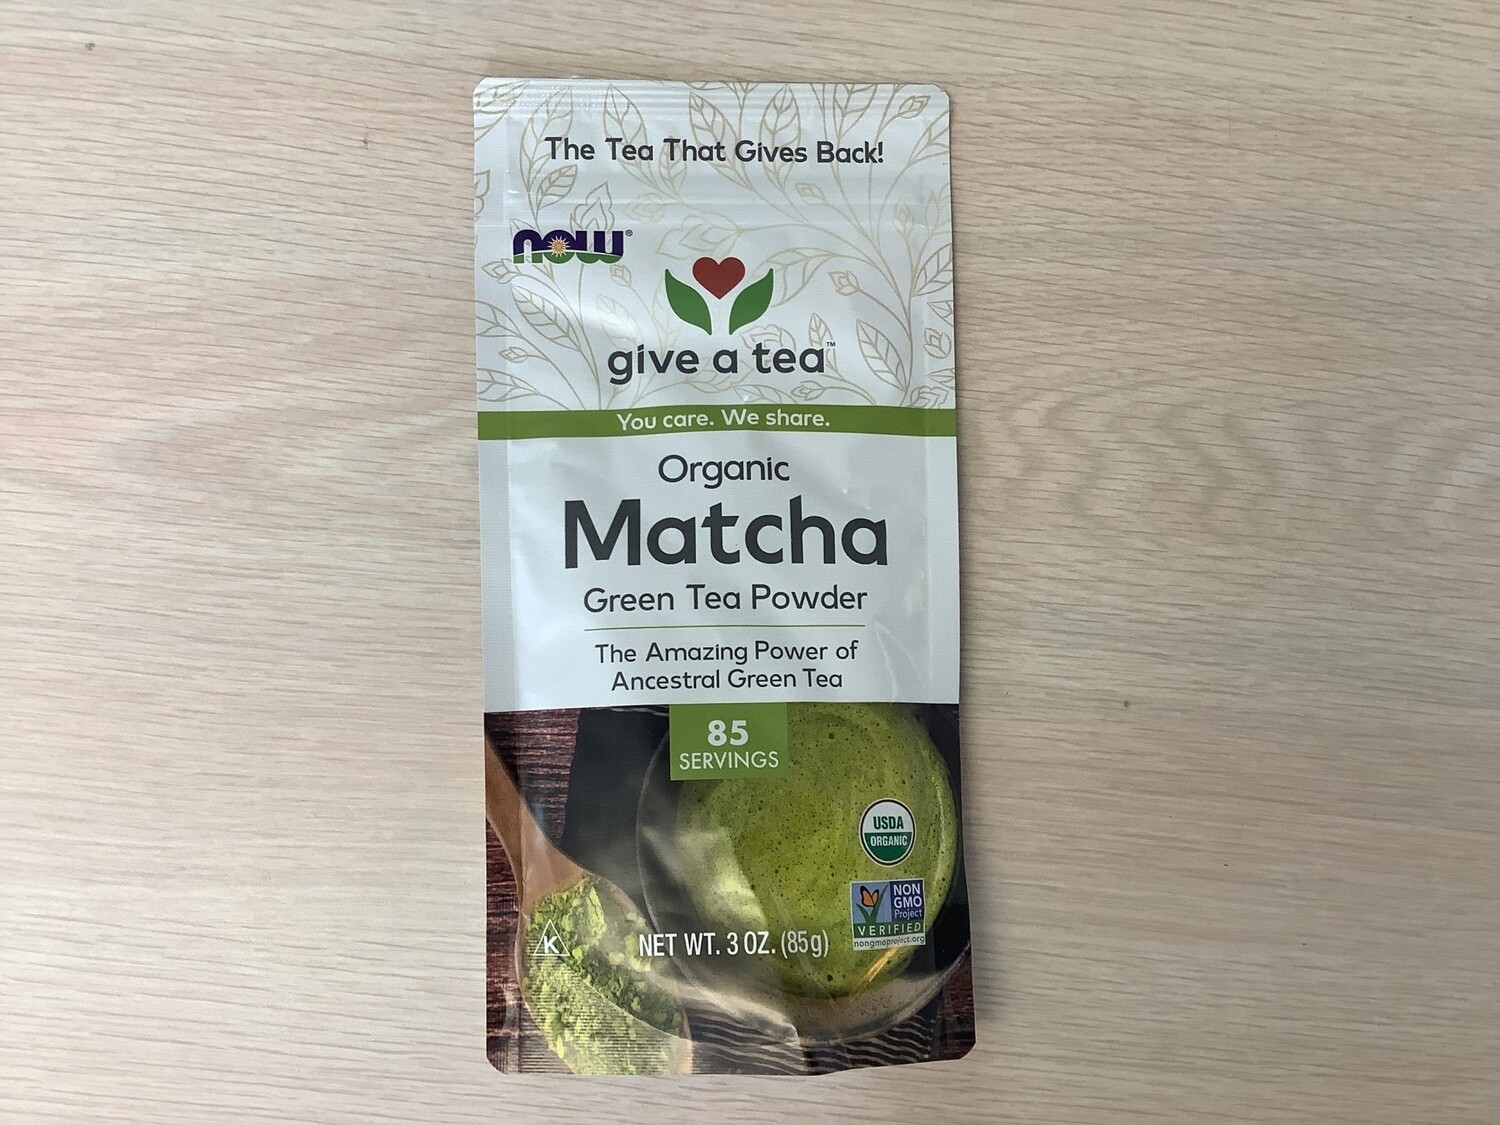 The Tea That Gives Back!
now®
give a tea™
You care. We share.
Organic
Matcha
Green Tea Powder
The Amazing Power of
Ancestral Green Tea
85
SERVINGS
USDA
ORGANIC
NON
GMO
Project
VERIFIED
nongmoproject.org
K
NET WT. 3 OZ. (85g)